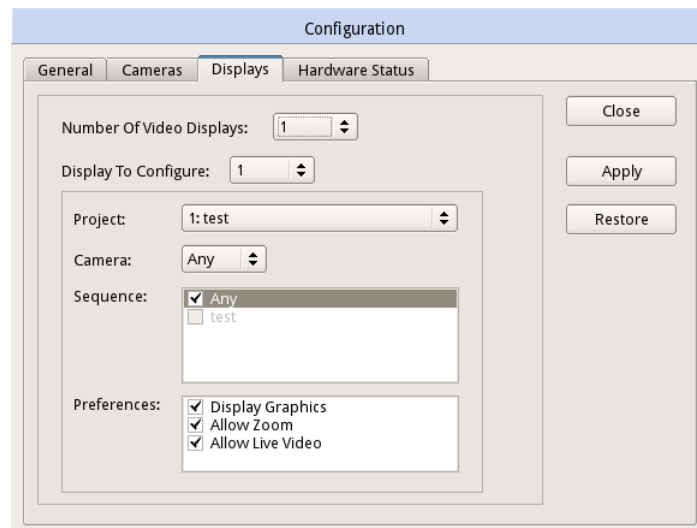 Configuration
General Cameras Displays Hardware Status
Number Of Video Displays: 1
Close
Display To Configure: 1
Apply
Project: 1: test
Restore
Camera: Any
Sequence: Any
test
Preferences: Display Graphics
Allow Zoom
Allow Live Video